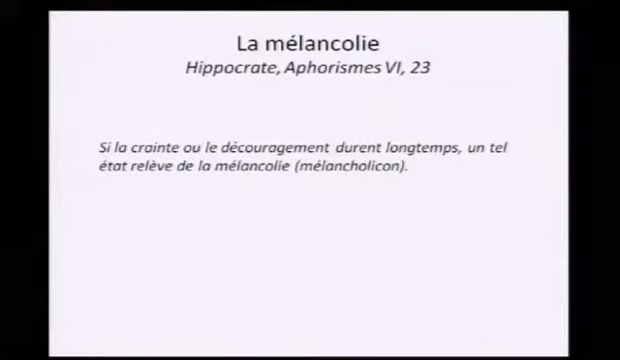 La mélancolie
Hippocrate, Aphorismes VI, 23
Si la crainte ou le découragement durent longtemps, un tel
état relève de la mélancolie (mélancholicon).